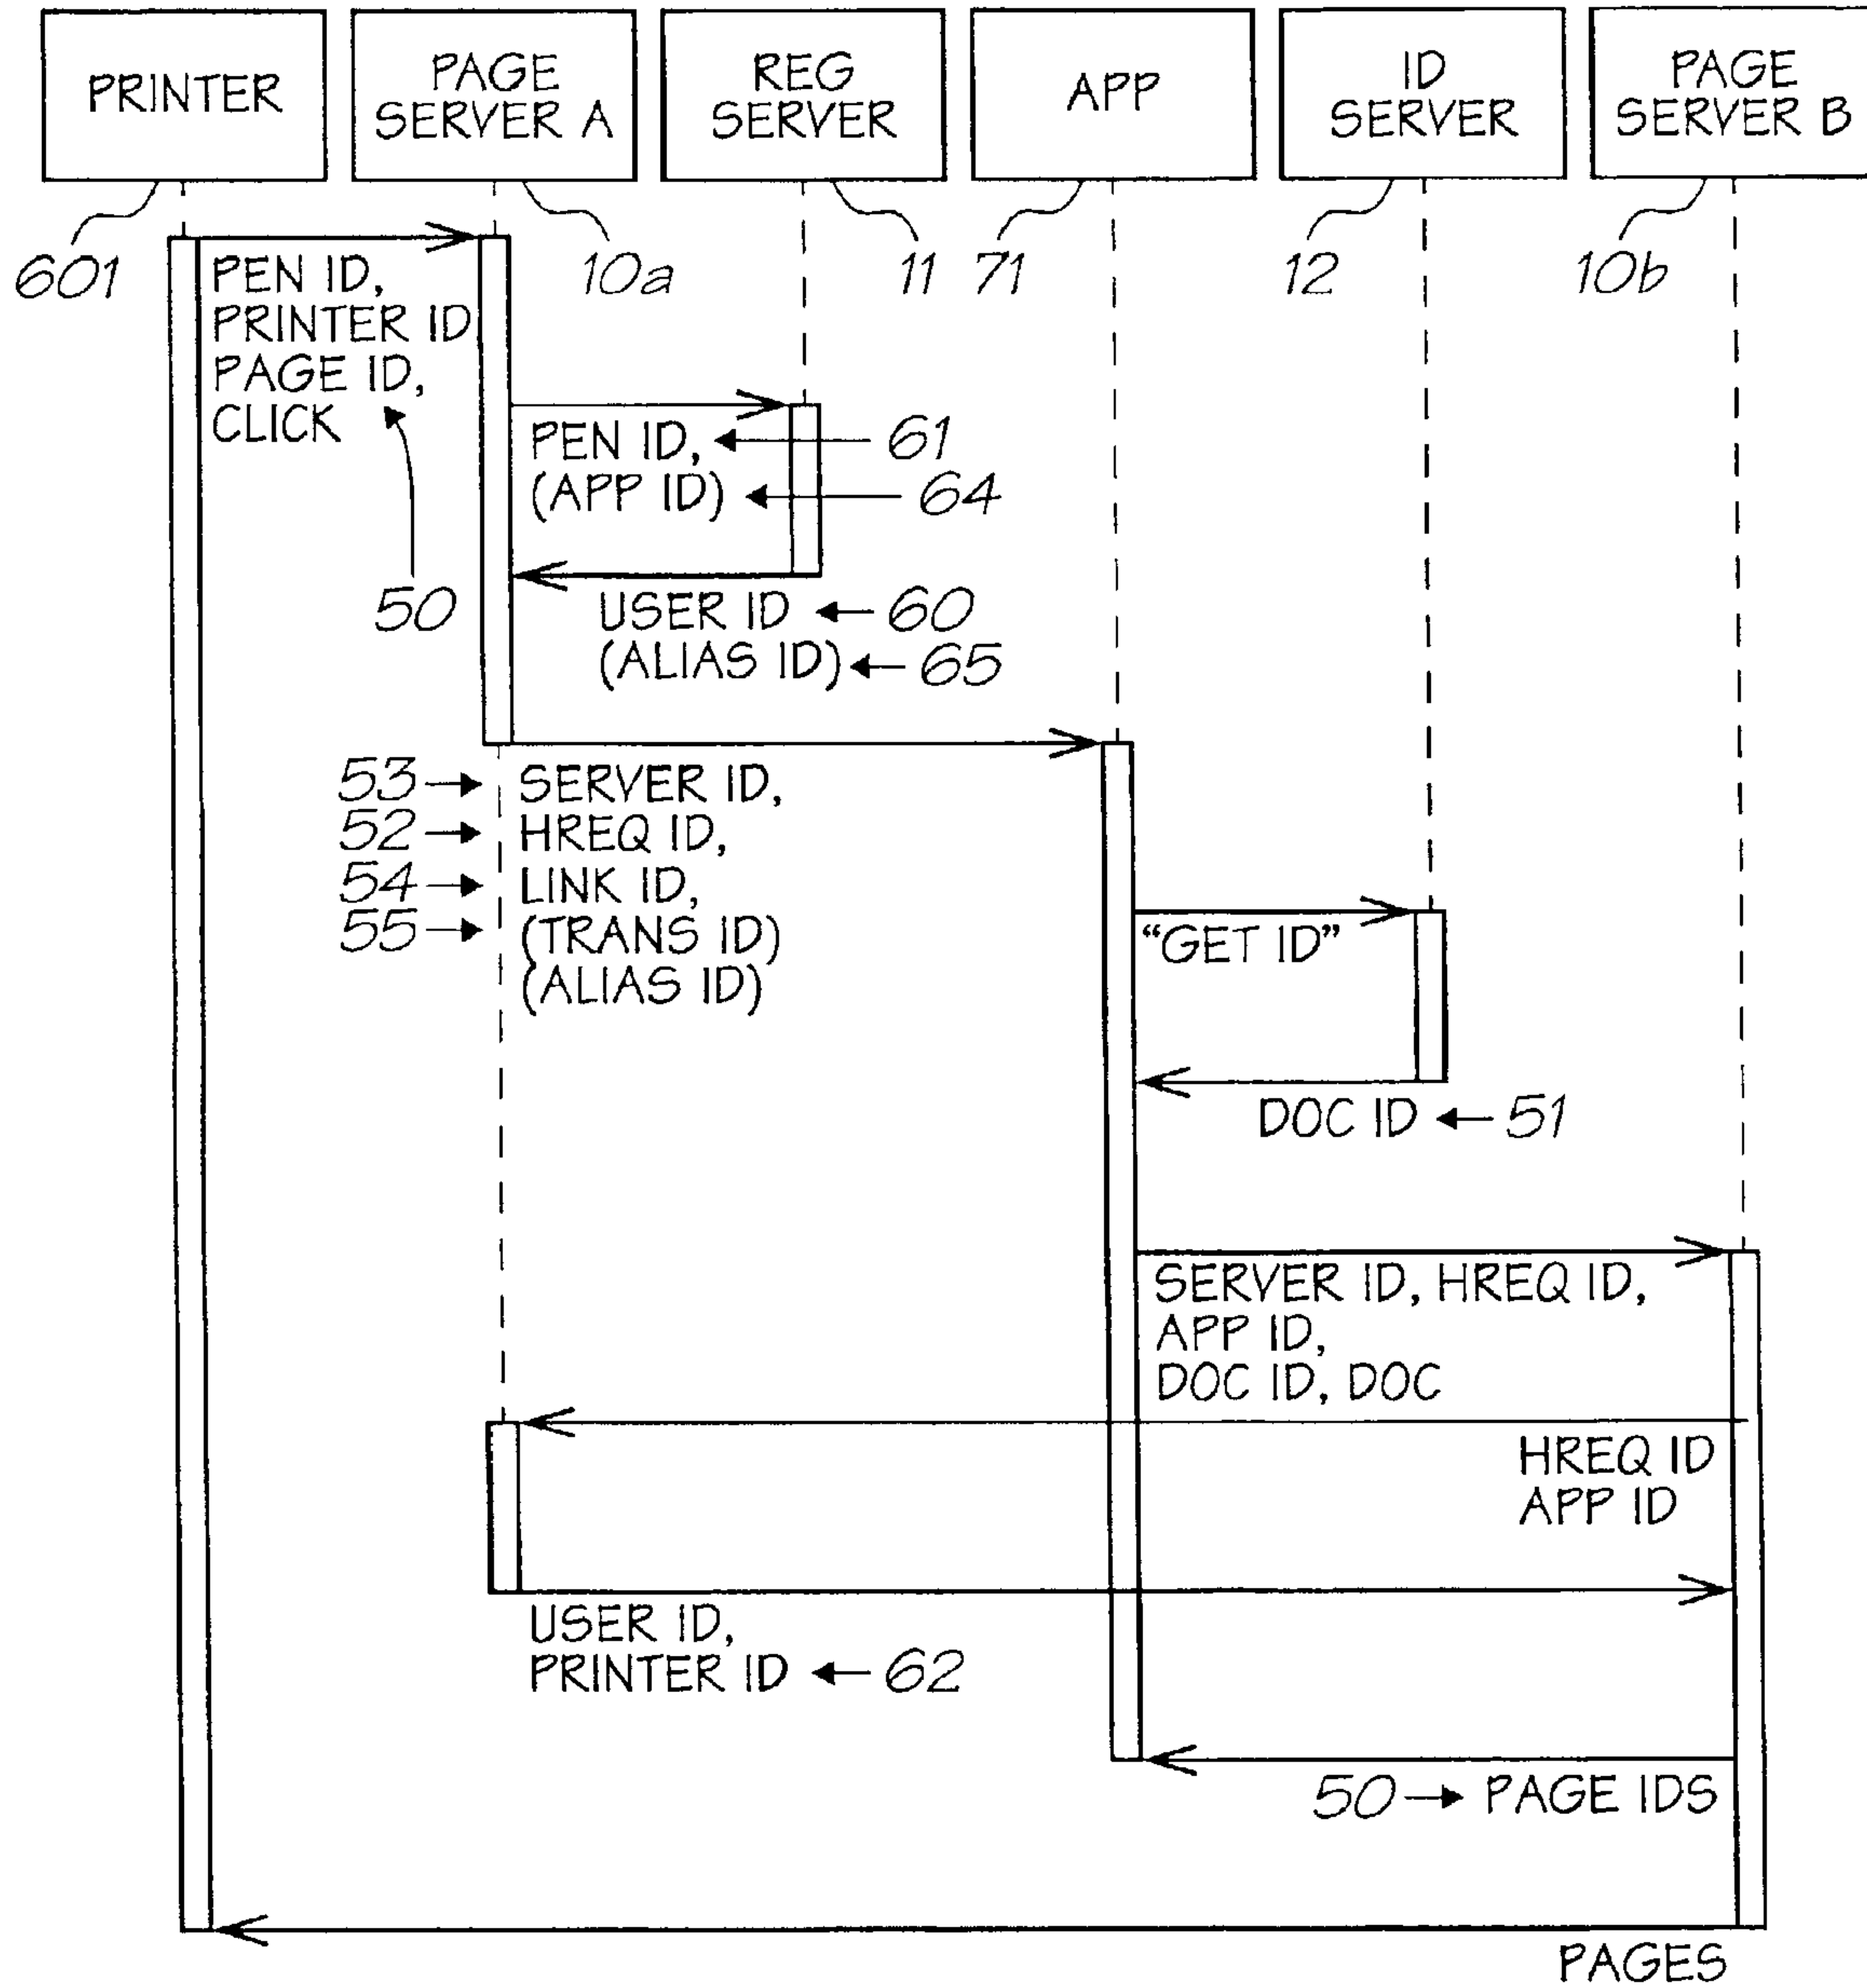 PRINTER
PAGE
SERVER A
REG
SERVER
APP
ID
SERVER
PAGE
SERVER B
601
10a
11
71
12
10b
PEN ID,
PRINTER ID
PAGE ID,
CLICK
50
PEN ID, 61
(APP ID) 64
USER ID 60
(ALIAS ID) 65
53 SERVER ID,
52 HREQ ID,
54 LINK ID,
55 (TRANS ID)
(ALIAS ID)
“GET ID”
DOC ID 51
SERVER ID, HREQ ID,
APP ID,
DOC ID, DOC
HREQ ID
APP ID
USER ID,
PRINTER ID 62
50 PAGE IDS
PAGES